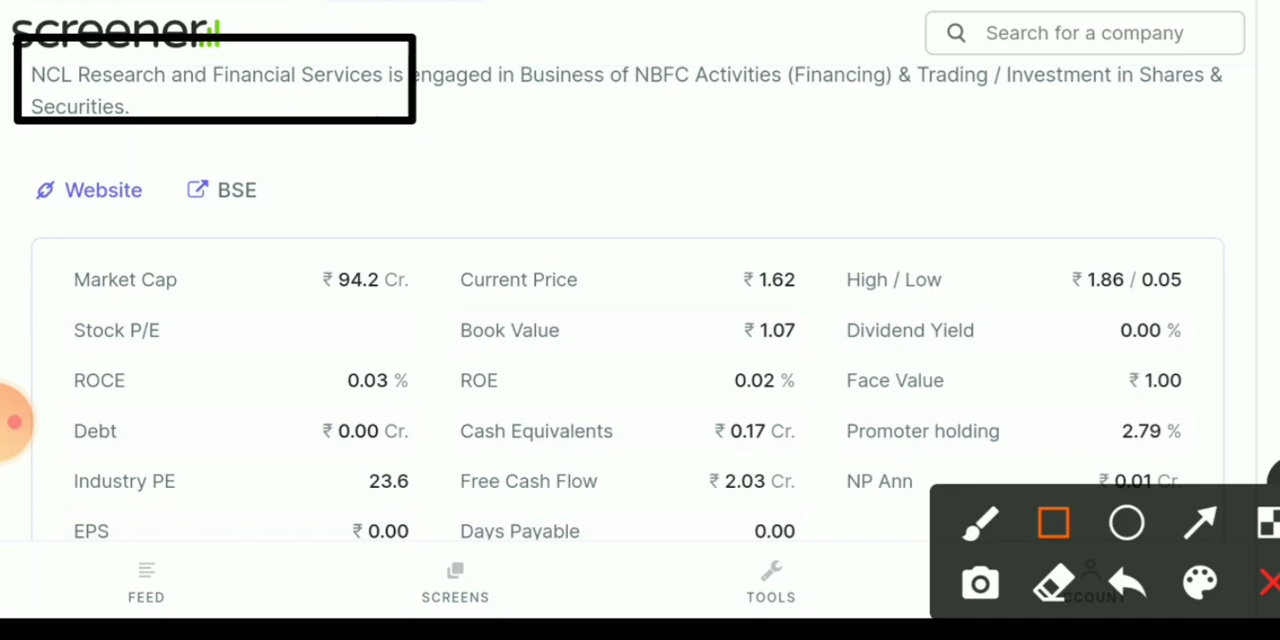 screener
Search for a company
NCL Research and Financial Services is engaged in Business of NBFC Activities (Financing) & Trading / Investment in Shares &
Securities.
Website BSE
Market Cap ₹ 94.2 Cr. Current Price ₹ 1.62 High / Low ₹ 1.86 / 0.05
Stock P/E Book Value ₹ 1.07 Dividend Yield 0.00 %
ROCE 0.03 % ROE 0.02 % Face Value ₹ 1.00
Debt ₹ 0.00 Cr. Cash Equivalents ₹ 0.17 Cr. Promoter holding 2.79 %
Industry PE 23.6 Free Cash Flow ₹ 2.03 Cr. NP Ann ₹ 0.01 Cr.
EPS ₹ 0.00 Days Payable 0.00
FEED SCREENS TOOLS ACCOUNT